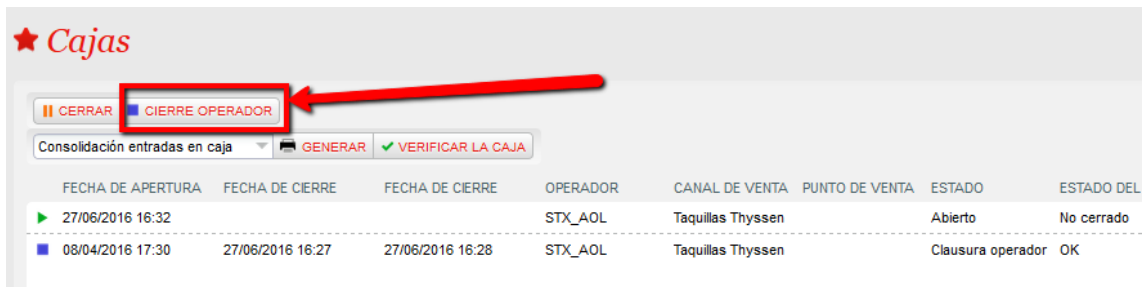 Cajas
CERRAR CIERRE OPERADOR
Consolidación entradas en caja GENERAR VERIFICAR LA CAJA
FECHA DE APERTURA FECHA DE CIERRE FECHA DE CIERRE OPERADOR CANAL DE VENTA PUNTO DE VENTA ESTADO ESTADO DEL
27/06/2016 16:32 STX_AOL Taquillas Thyssen Abierto No cerrado
08/04/2016 17:30 27/06/2016 16:27 27/06/2016 16:28 STX_AOL Taquillas Thyssen Clausura operador OK